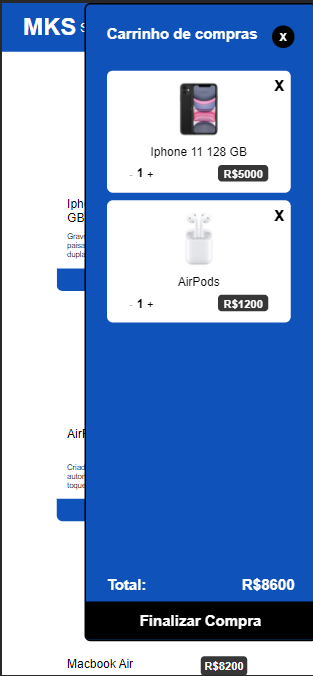 MKS S
Carrinho de compras X
X
Iphone 11 128 GB
- 1 + R$5000
X
AirPods
- 1 + R$1200
Total: R$8600
Finalizar Compra
Iph
GB
Grav
paisa
dupla
AirF
Criad
autor
toque
Macbook Air R$8200